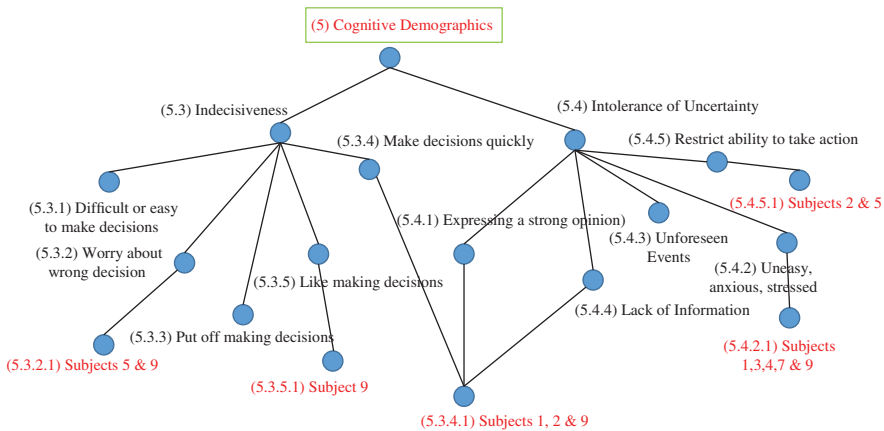 (5) Cognitive Demographics
(5.3) Indecisiveness
(5.4) Intolerance of Uncertainty
(5.3.4) Make decisions quickly
(5.4.5) Restrict ability to take action
(5.3.1) Difficult or easy
to make decisions
(5.4.5.1) Subjects 2 & 5
(5.4.1) Expressing a strong opinion)
(5.3.2) Worry about
wrong decision
(5.4.3) Unforeseen
Events
(5.4.2) Uneasy,
anxious, stressed
(5.3.5) Like making decisions
(5.4.4) Lack of Information
(5.3.3) Put off making decisions
(5.4.2.1) Subjects
1,3,4,7 & 9
(5.3.2.1) Subjects 5 & 9
(5.3.5.1) Subject 9
(5.3.4.1) Subjects 1, 2 & 9